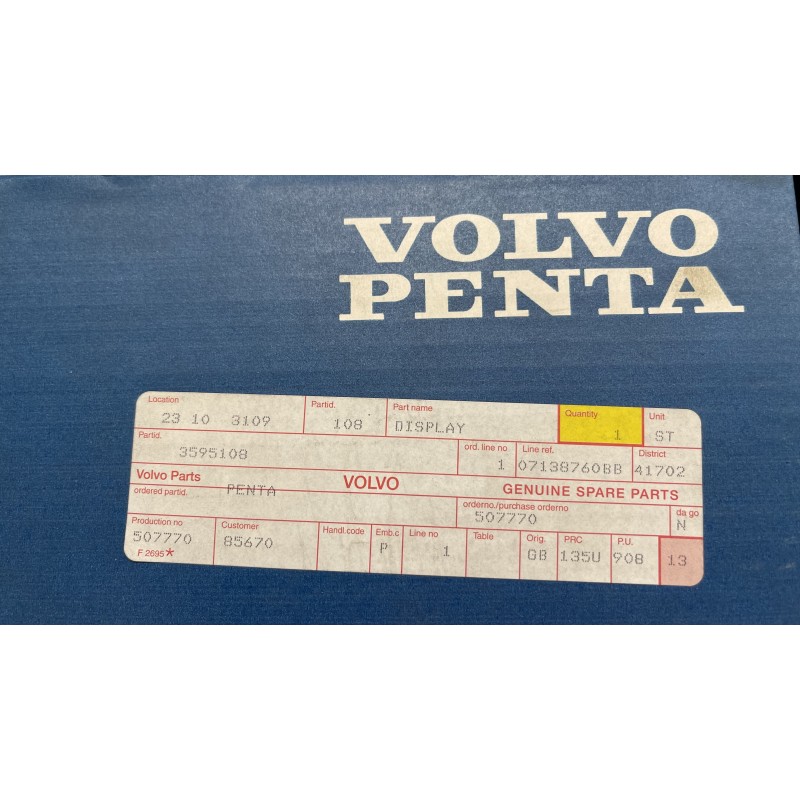 VOLVO
PENTA
Location Partid. Part name Quantity Unit
23 10 3109 108 DISPLAY 1 ST
Partid. ord. line no Line ref. District
3595108 1 07138760BB 41702
Volvo Parts VOLVO GENUINE SPARE PARTS
ordered partid. PENTA orderno./purchase orderno da go
507770 N
Production no Customer Handl.code Emb.c Line no Table Orig. PRC P.U.
507770 85670 P 1 GB 135U 908 13
F 2695*